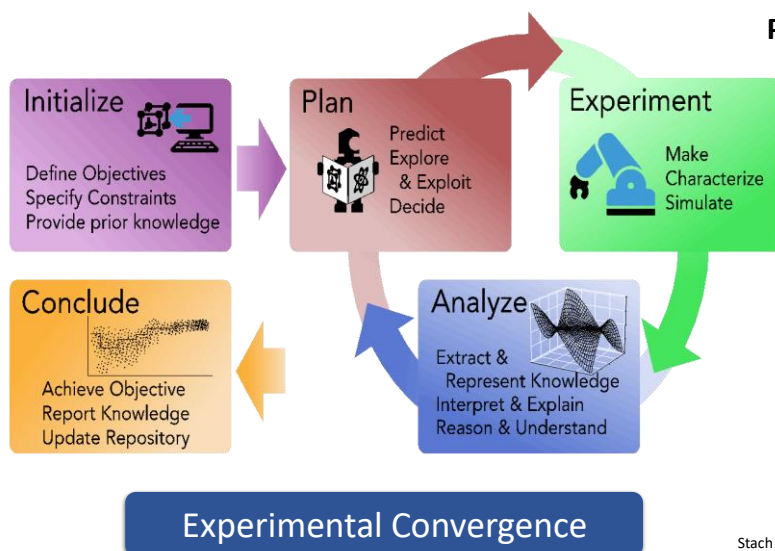 P
Initialize
Define Objectives
Specify Constraints
Provide prior knowledge
Plan
Predict
Explore
& Exploit
Decide
Experiment
Make
Characterize
Simulate
Analyze
Extract &
Represent Knowledge
Interpret & Explain
Reason & Understand
Conclude
Achieve Objective
Report Knowledge
Update Repository
Experimental Convergence
Stach